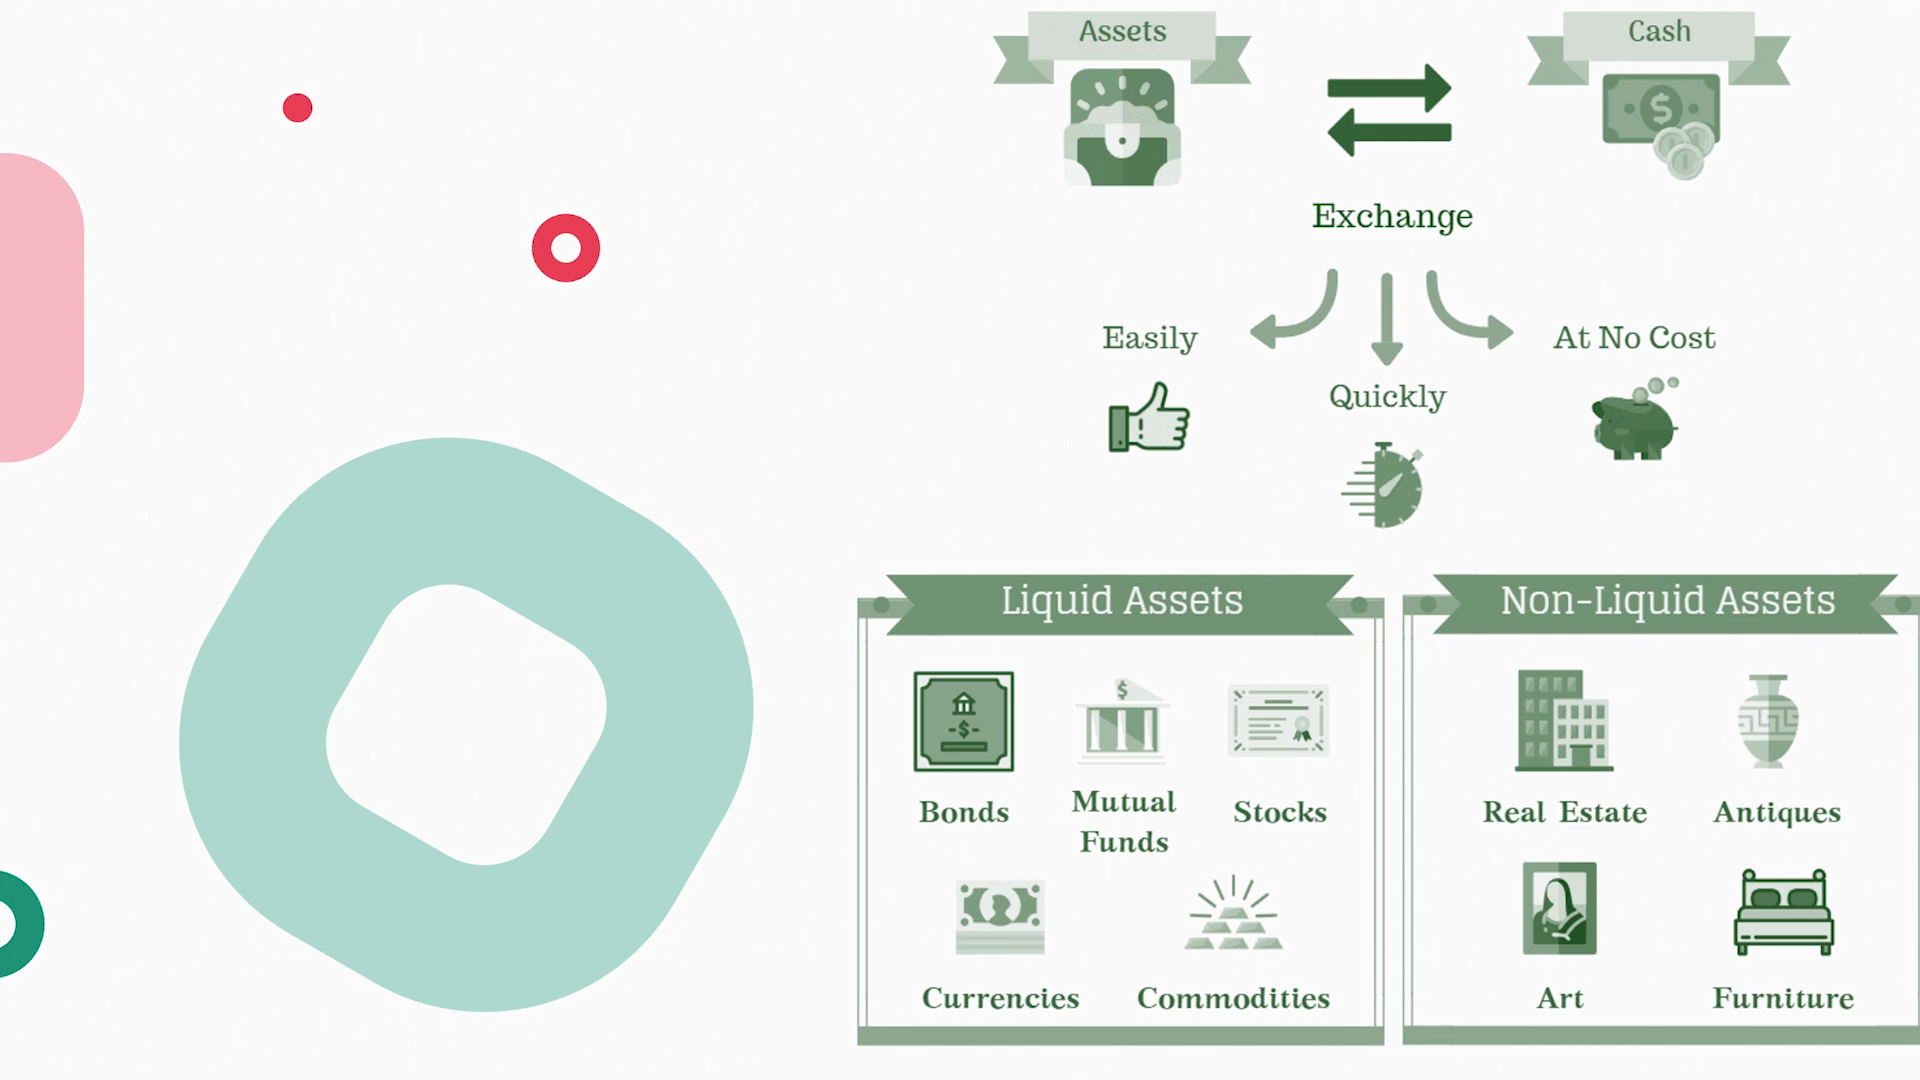 Assets
Cash
Exchange
Easily
At No Cost
Quickly
Liquid Assets
Non-Liquid Assets
Bonds
Mutual
Funds
Stocks
Real Estate
Antiques
Currencies
Commodities
Art
Furniture